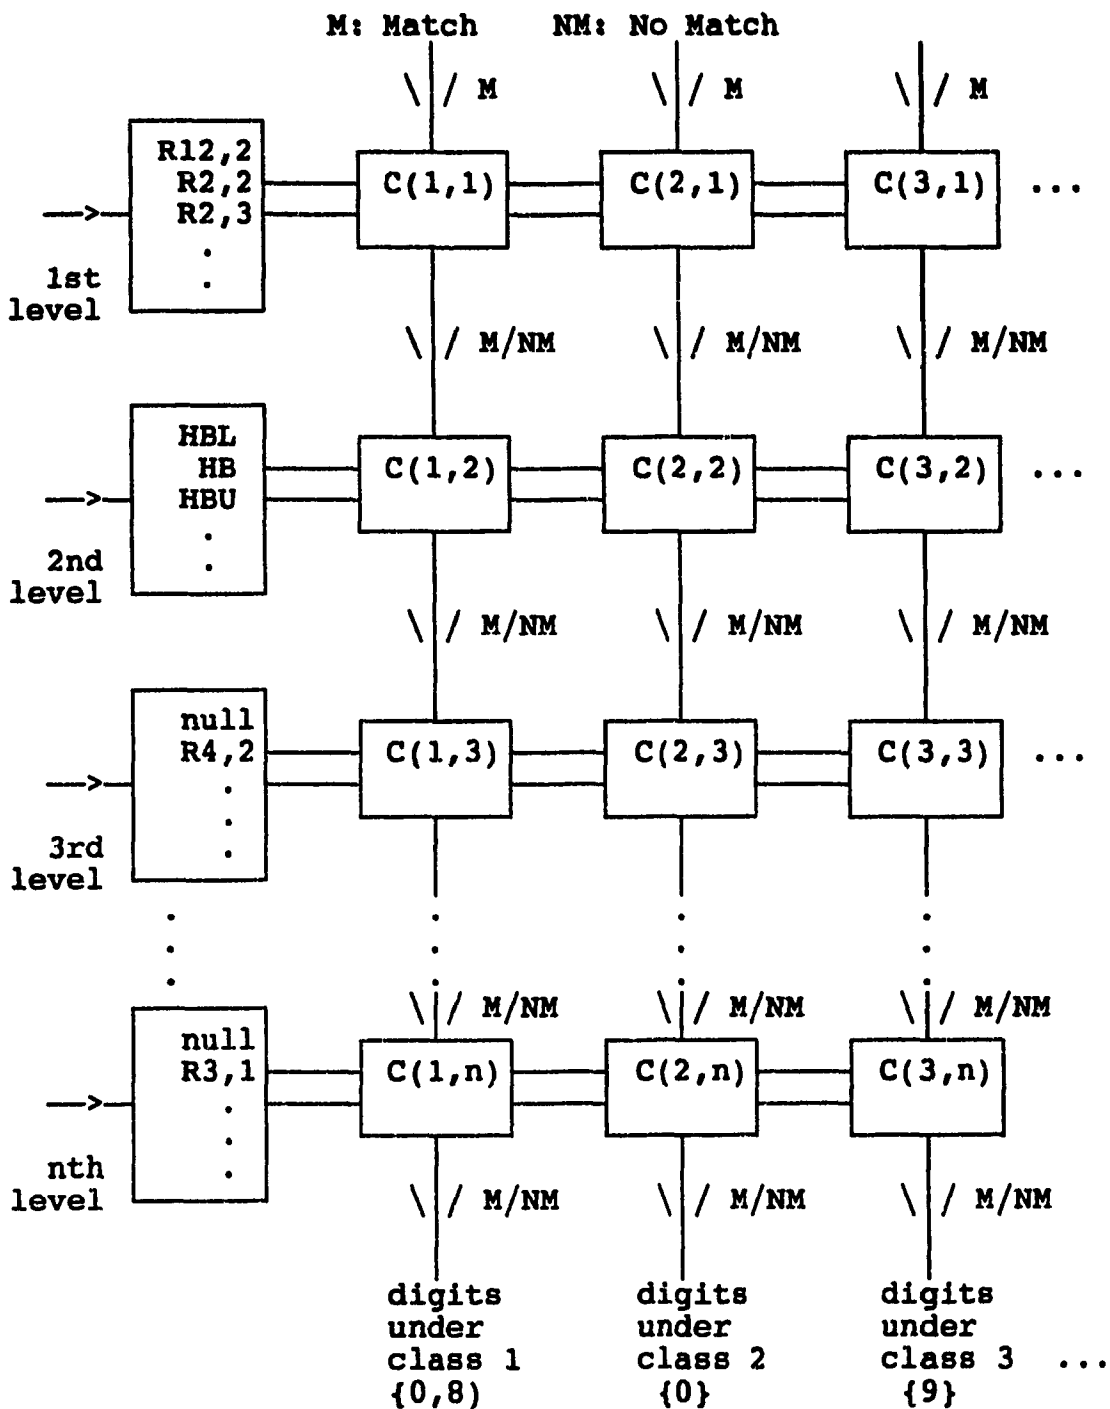 M: Match NM: No Match
M M M
R12,2
R2,2 C(1,1) C(2,1) C(3,1) ...
—> R2,3
.
1st .
level
M/NM M/NM M/NM
HBL
HB C(1,2) C(2,2) C(3,2) ...
—> HBU
.
2nd .
level
M/NM M/NM M/NM
null
R4,2 C(1,3) C(2,3) C(3,3) ...
—> .
.
3rd .
level
. . . .
. . . .
. . . .
M/NM M/NM M/NM
null
R3,1 C(1,n) C(2,n) C(3,n)
—> .
.
nth .
level
M/NM M/NM M/NM
digits digits digits
under under under
class 1 class 2 class 3 ...
{0,8) {0} {9}